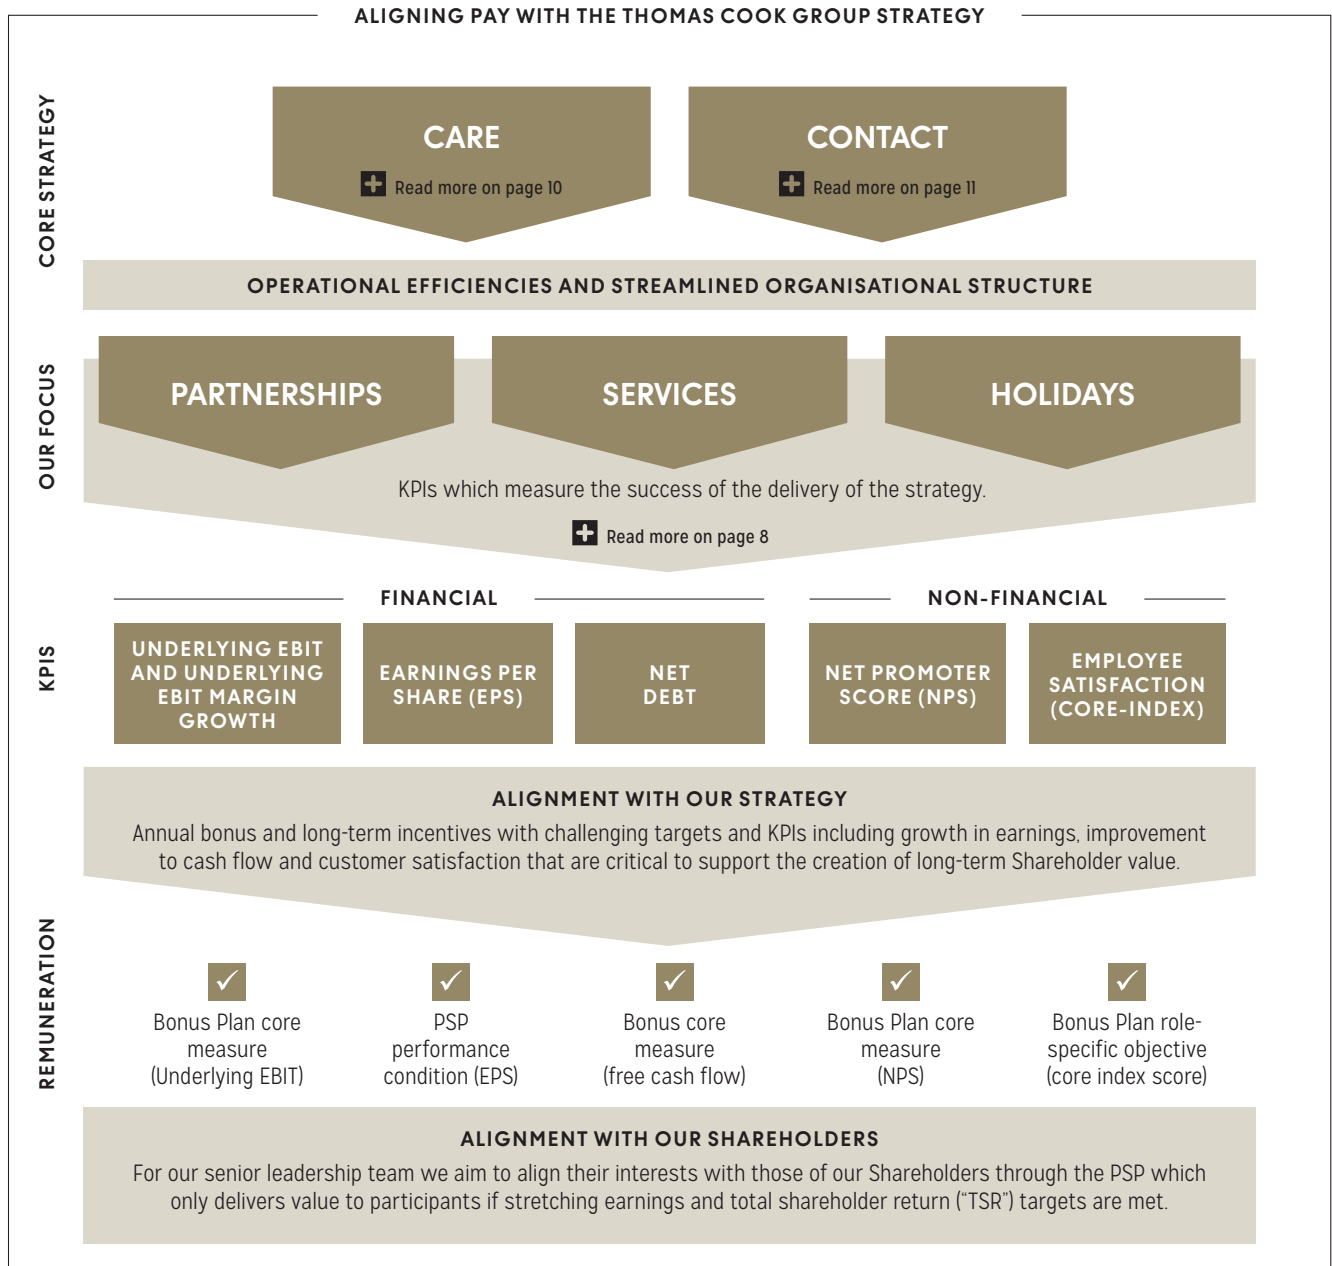 ALIGNING PAY WITH THE THOMAS COOK GROUP STRATEGY
CORE STRATEGY
CARE
Read more on page 10
CONTACT
Read more on page 11
OPERATIONAL EFFICIENCIES AND STREAMLINED ORGANISATIONAL STRUCTURE
OUR FOCUS
PARTNERSHIPS
SERVICES
HOLIDAYS
KPIs which measure the success of the delivery of the strategy.
Read more on page 8
KPIS
FINANCIAL
UNDERLYING EBIT
AND UNDERLYING
EBIT MARGIN
GROWTH
EARNINGS PER
SHARE (EPS)
NET
DEBT
NON-FINANCIAL
NET PROMOTER
SCORE (NPS)
EMPLOYEE
SATISFACTION
(CORE-INDEX)
REMUNERATION
ALIGNMENT WITH OUR STRATEGY
Annual bonus and long-term incentives with challenging targets and KPIs including growth in earnings, improvement
to cash flow and customer satisfaction that are critical to support the creation of long-term Shareholder value.
Bonus Plan core
measure
(Underlying EBIT)
PSP
performance
condition (EPS)
Bonus core
measure
(free cash flow)
Bonus Plan core
measure
(NPS)
Bonus Plan role-
specific objective
(core index score)
ALIGNMENT WITH OUR SHAREHOLDERS
For our senior leadership team we aim to align their interests with those of our Shareholders through the PSP which
only delivers value to participants if stretching earnings and total shareholder return (“TSR”) targets are met.